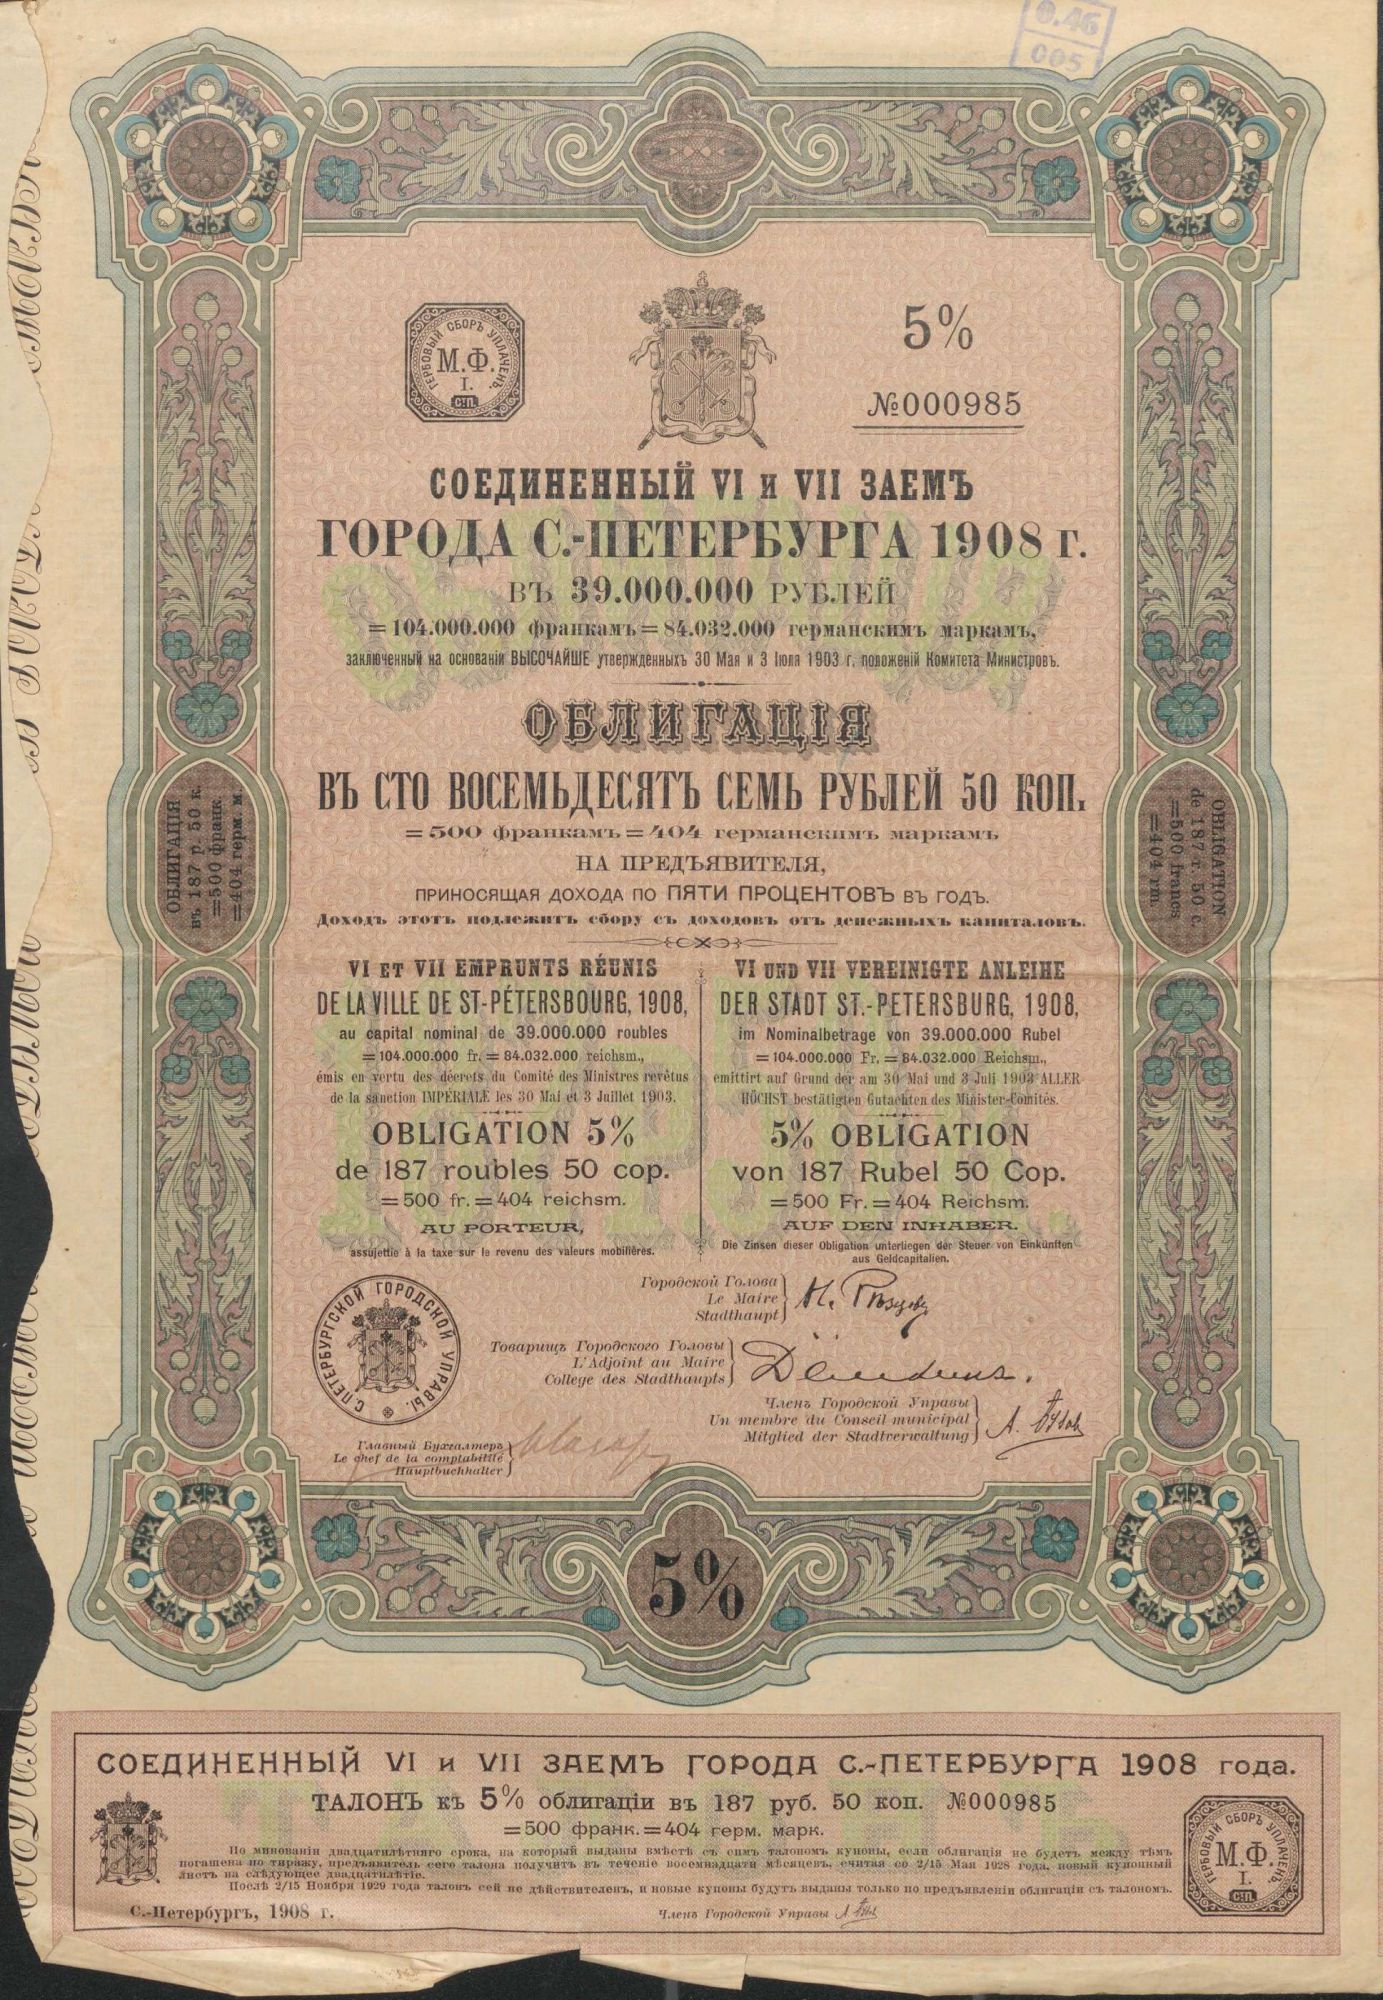 0.46
005
ГЕРБОВЫЙ СБОРЪ УПЛАЧЕНЪ.
М.Ф.
I.
С.П.
5%
№000985
СОЕДИНЕННЫЙ VI и VII ЗАЕМЪ
ГОРОДА С.-ПЕТЕРБУРГА 1908 г.
ВЪ 39.000.000 РУБЛЕЙ
=104.000.000 франкамъ=84.032.000 германскимъ маркамъ,
заключенный на основаніи ВЫСОЧАЙШЕ утвержденныхъ 30 Мая и 3 Іюля 1903 г. положеній Комитета Министровъ.
ОБЛИГАЦІЯ
ВЪ СТО ВОСЕМЬДЕСЯТЪ СЕМЬ РУБЛЕЙ 50 КОП.
=500 франкамъ=404 германскимъ маркамъ
НА ПРЕДЪЯВИТЕЛЯ,
ПРИНОСЯЩАЯ ДОХОДА ПО ПЯТИ ПРОЦЕНТОВЪ ВЪ ГОДЪ.
Доходъ этотъ подлежитъ сбору съ доходовъ отъ денежныхъ капиталовъ.
ОБЛИГАЦІЯ
въ 187 р. 50 к.
=500 франк.
=404 герм. м.
OBLIGATION
de 187 r. 50 c.
=500 francs
=404 rm.
VI ET VII EMPRUNTS RÉUNIS
DE LA VILLE DE ST-PÉTERSBOURG, 1908,
au capital nominal de 39.000.000 roubles
=104.000.000 fr.=84.032.000 reichsm.,
émis en vertu des décrets du Comité des Ministres revêtus
de la sanction IMPÉRIALE les 30 Mai et 3 Juillet 1903.
OBLIGATION 5%
de 187 roubles 50 cop.
=500 fr.=404 reichsm.
AU PORTEUR,
assujettie à la taxe sur le revenu des valeurs mobilières.
VI UND VII VEREINIGTE ANLEIHE
DER STADT ST.-PETERSBURG, 1908,
im Nominalbetrage von 39.000.000 Rubel
=104.000.000 Fr.=84.032.000 Reichsm.,
emittirt auf Grund der am 30 Mai und 3 Juli 1903 ALLER
HÖCHST bestätigten Gutachten des Minister-Comités.
5% OBLIGATION
von 187 Rubel 50 Cop.
=500 Fr.=404 Reichsm.
AUF DEN INHABER.
Die Zinsen dieser Obligation unterliegen der Steuer von Einkünften
aus Geldcapitalien.
Городской Голова
Le Maire
Stadthaupt
Товарищъ Городского Головы
L'Adjoint au Maire
College des Stadthaupts
Членъ Городской Управы
Un membre du Conseil municipal
Mitglied der Stadtverwaltung
Главный Бухгалтеръ
Le chef de la comptabilité
Hauptbuchhalter
С.ПЕТЕРБУРГСКОЙ ГОРОДСКОЙ УПРАВЫ.
5%
СОЕДИНЕННЫЙ VI и VII ЗАЕМЪ ГОРОДА С.-ПЕТЕРБУРГА 1908 года.
ТАЛОНЪ къ 5% облигаціи въ 187 руб. 50 коп. №000985
=500 франк.=404 герм. марк.
По минованіи двадцатилѣтняго срока, на который выданы вмѣстѣ съ симъ талономъ купоны, если облигація не будетъ между тѣмъ
погашена по тиражу, предъявитель сего талона получитъ въ теченіе восемнадцати мѣсяцевъ, считая со 2/15 Мая 1928 года, новый купонный
листъ на слѣдующее двадцатилѣтіе.
Послѣ 2/15 Ноября 1929 года талонъ сей не дѣйствителенъ, и новые купоны будутъ выданы только по предъявленіи облигаціи съ талономъ.
С.-Петербургъ, 1908 г.
Членъ Городской Управы
ГЕРБОВЫЙ СБОРЪ УПЛАЧЕНЪ.
М.Ф.
I.
С.П.